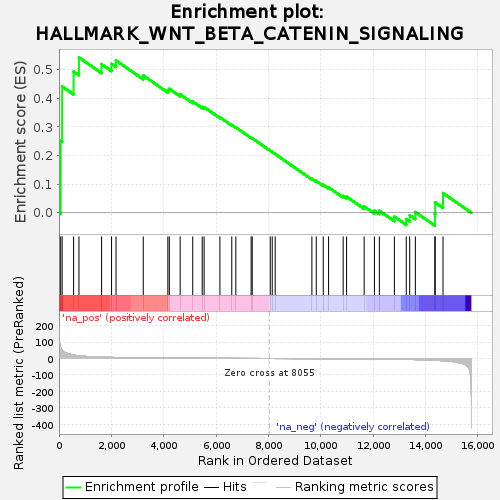 Enrichment plot:
HALLMARK_WNT_BETA_CATENIN_SIGNALING
Enrichment score (ES)
0.5
0.4
0.3
0.2
0.1
0.0
'na_pos' (positively correlated)
Ranked list metric (PreRanked)
200
100
0
-100
-200
-300
-400
Zero cross at 8055
'na_neg' (negatively correlated)
0
2,000
4,000
6,000
8,000
10,000
12,000
14,000
16,000
Rank in Ordered Dataset
Enrichment profile
Hits
Ranking metric scores